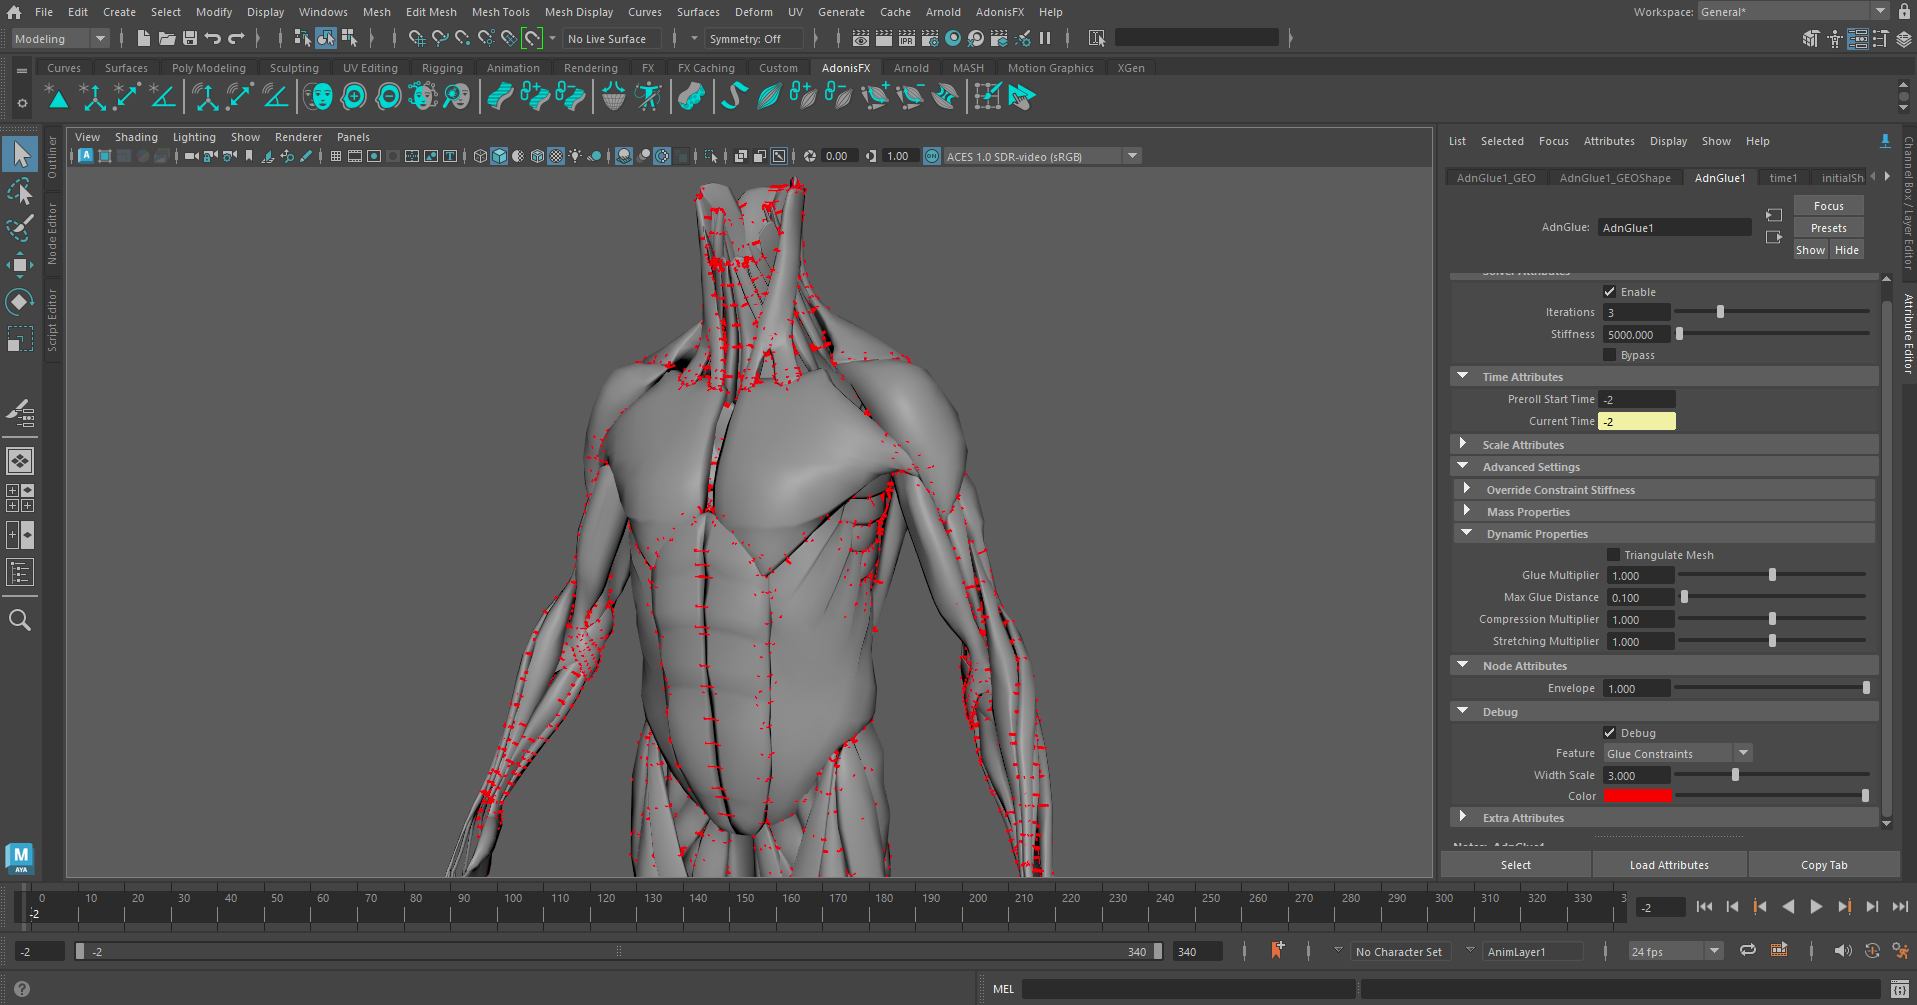 File Edit Create Select Modify Display Windows Mesh Edit Mesh Mesh Tools Mesh Display Curves Surfaces Deform UV Generate Cache Arnold AdonisFX Help Workspace: General*
Modeling No Live Surface Symmetry: Off IPR
Curves Surfaces Poly Modeling Sculpting UV Editing Rigging Animation Rendering FX FX Caching Custom AdonisFX Arnold MASH Motion Graphics XGen
View Shading Lighting Show Renderer Panels
0.00 1.00 ON ACES 1.0 SDR-video (sRGB)
Outliner
Node Editor
Script Editor
List Selected Focus Attributes Display Show Help
AdnGlue1_GEO AdnGlue1_GEOShape AdnGlue1 time1 initialSh
Focus
AdnGlue: AdnGlue1 Presets
Show Hide
Solver Attributes
Enable
Iterations 3
Stiffness 5000.000
Bypass
Time Attributes
Preroll Start Time -2
Current Time -2
Scale Attributes
Advanced Settings
Override Constraint Stiffness
Mass Properties
Dynamic Properties
Triangulate Mesh
Glue Multiplier 1.000
Max Glue Distance 0.100
Compression Multiplier 1.000
Stretching Multiplier 1.000
Node Attributes
Envelope 1.000
Debug
Debug
Feature Glue Constraints
Width Scale 3.000
Color
Extra Attributes
Notes: AdnGlue1
Select Load Attributes Copy Tab
Channel Box / Layer Editor
Attribute Editor
M
AYA
0 10 20 30 40 50 60 70 80 90 100 110 120 130 140 150 160 170 180 190 200 210 220 230 240 250 260 270 280 290 300 310 320 330 3
-2 -2
-2 -2 340 340 No Character Set AnimLayer1 24 fps
MEL